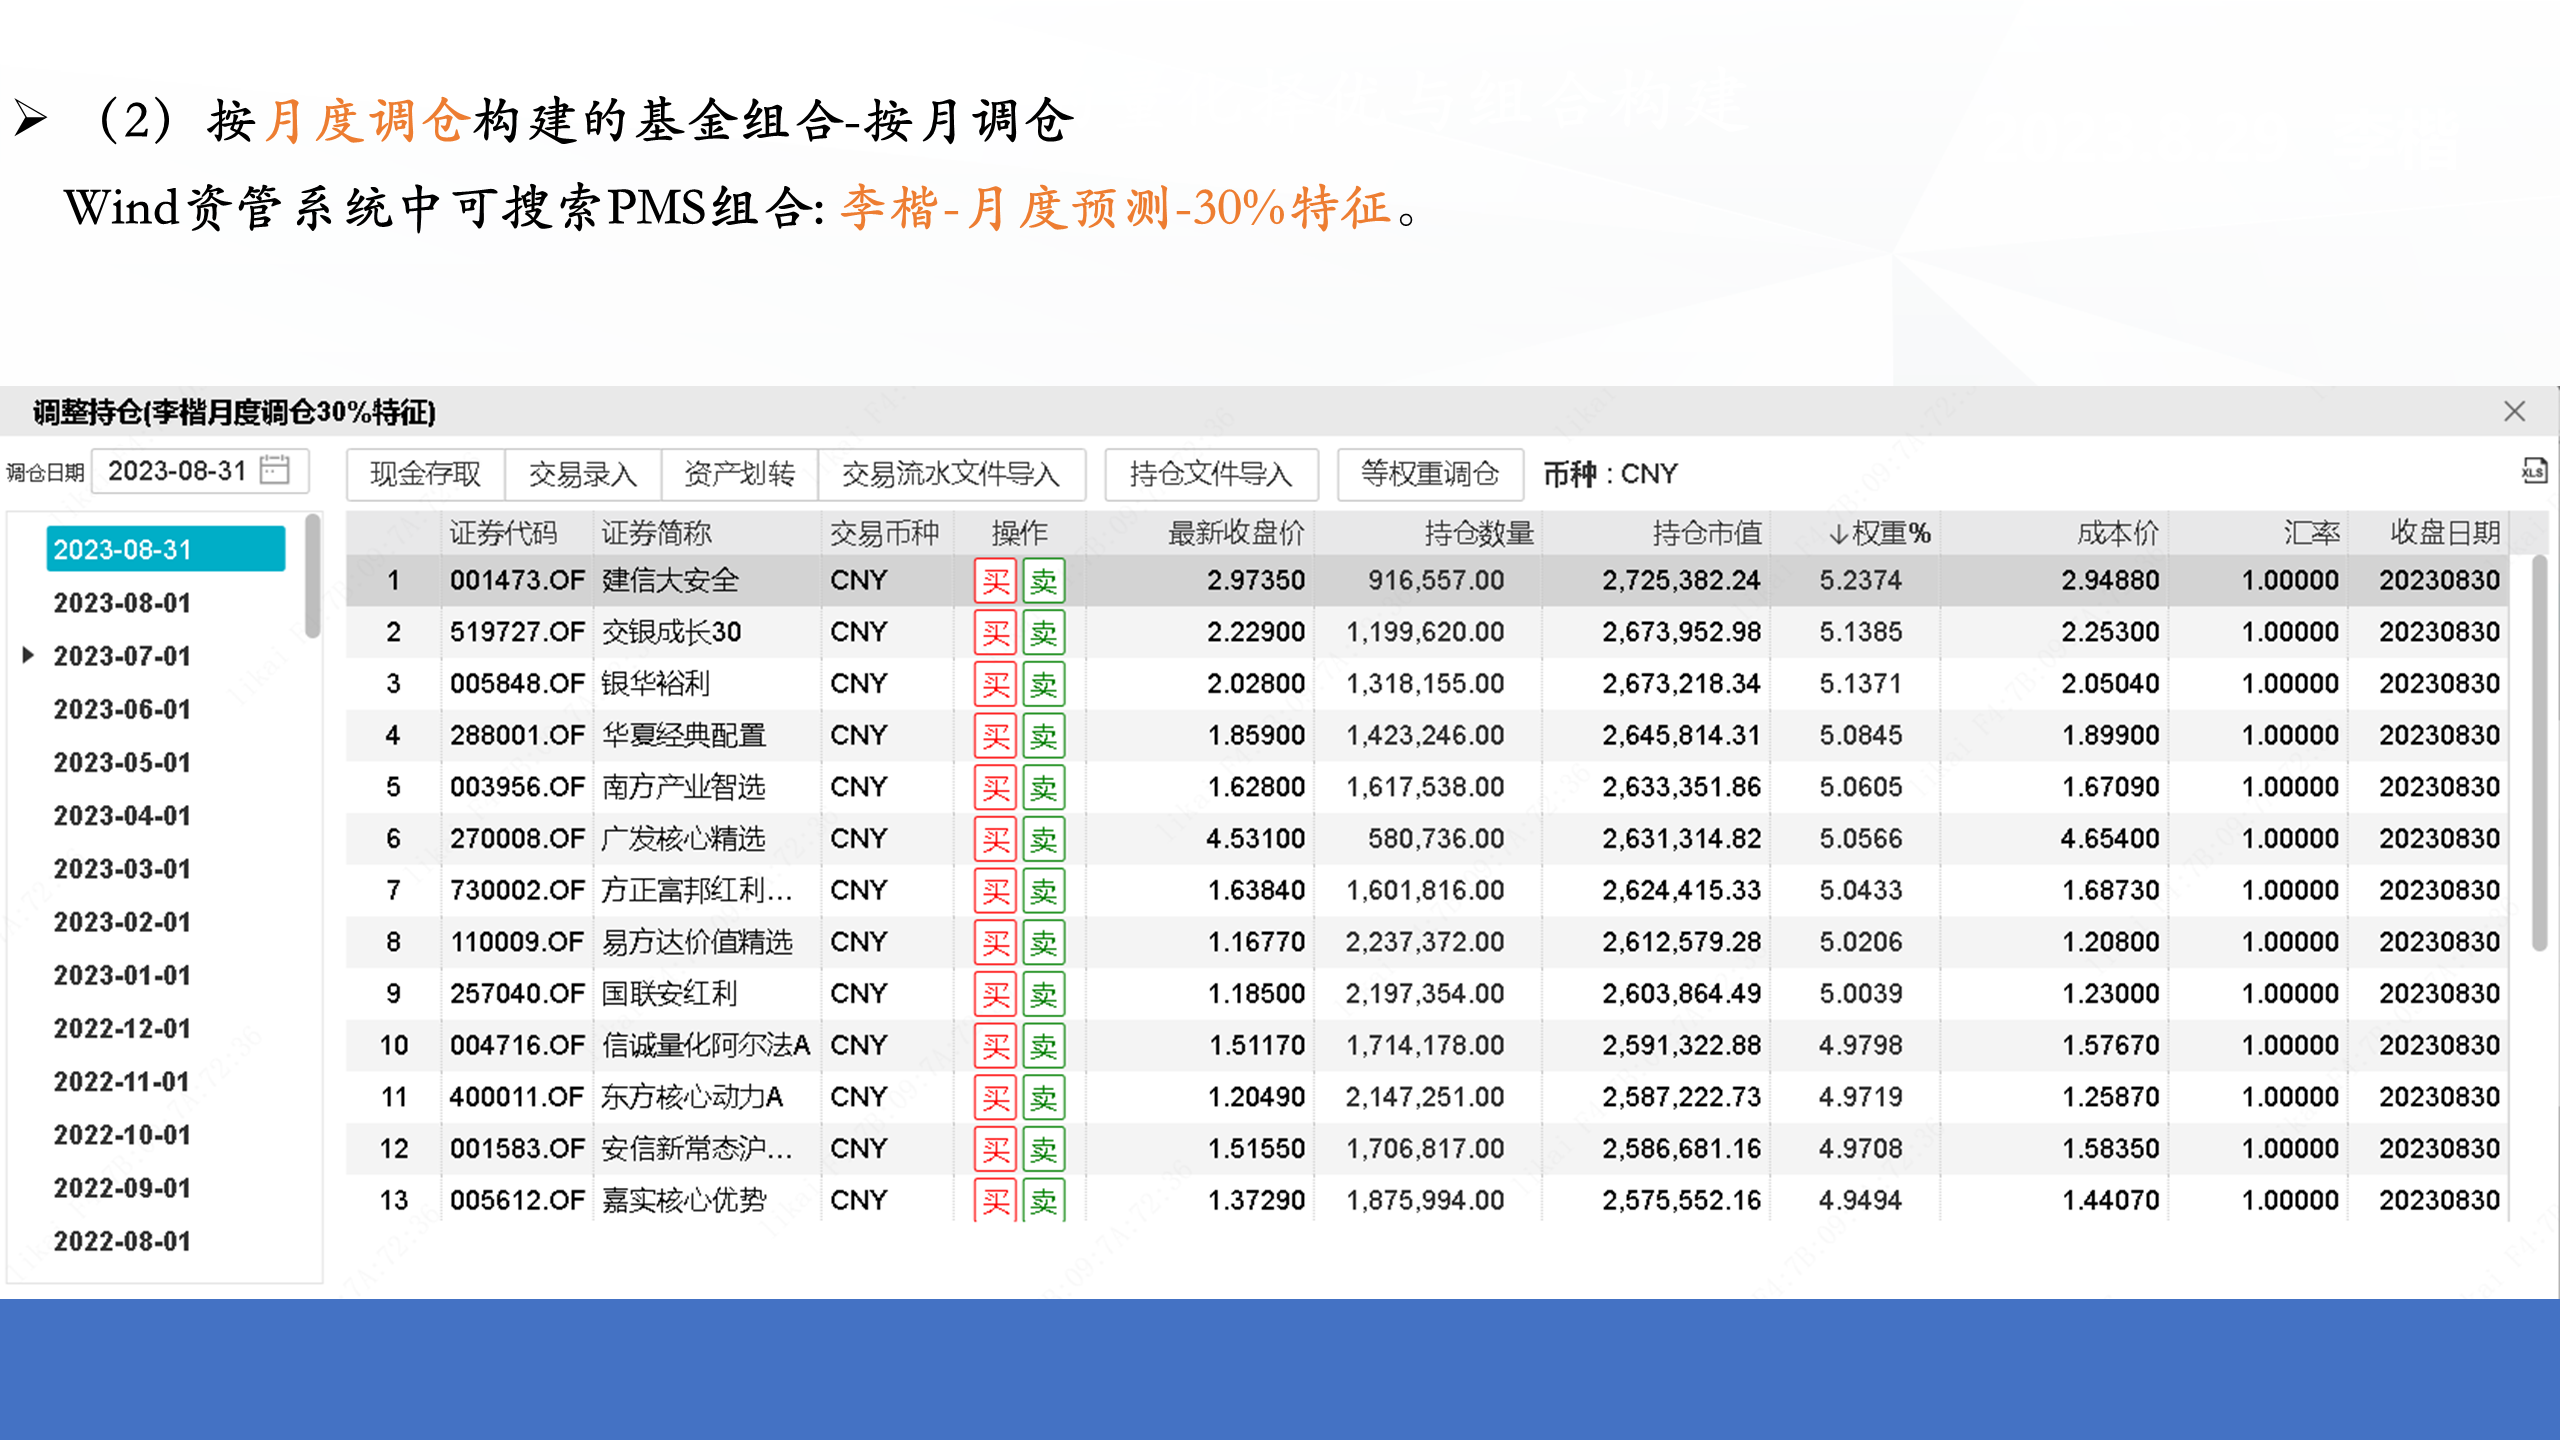 ➢ （2）按月度调仓构建的基金组合-按月调仓
Wind资管系统中可搜索PMS组合: 李楷-月度预测-30%特征。
调整持仓(李楷月度调仓30%特征)
调仓日期 2023-08-31 现金存取 交易录入 资产划转 交易流水文件导入 持仓文件导入 等权重调仓 币种 : CNY XLS
2023-08-31
2023-08-01
2023-07-01
2023-06-01
2023-05-01
2023-04-01
2023-03-01
2023-02-01
2023-01-01
2022-12-01
2022-11-01
2022-10-01
2022-09-01
2022-08-01
证券代码 证券简称 交易币种 操作 最新收盘价 持仓数量 持仓市值 ↓权重% 成本价 汇率 收盘日期
1 001473.OF 建信大安全 CNY 买 卖 2.97350 916,557.00 2,725,382.24 5.2374 2.94880 1.00000 20230830
2 519727.OF 交银成长30 CNY 买 卖 2.22900 1,199,620.00 2,673,952.98 5.1385 2.25300 1.00000 20230830
3 005848.OF 银华裕利 CNY 买 卖 2.02800 1,318,155.00 2,673,218.34 5.1371 2.05040 1.00000 20230830
4 288001.OF 华夏经典配置 CNY 买 卖 1.85900 1,423,246.00 2,645,814.31 5.0845 1.89900 1.00000 20230830
5 003956.OF 南方产业智选 CNY 买 卖 1.62800 1,617,538.00 2,633,351.86 5.0605 1.67090 1.00000 20230830
6 270008.OF 广发核心精选 CNY 买 卖 4.53100 580,736.00 2,631,314.82 5.0566 4.65400 1.00000 20230830
7 730002.OF 方正富邦红利... CNY 买 卖 1.63840 1,601,816.00 2,624,415.33 5.0433 1.68730 1.00000 20230830
8 110009.OF 易方达价值精选 CNY 买 卖 1.16770 2,237,372.00 2,612,579.28 5.0206 1.20800 1.00000 20230830
9 257040.OF 国联安红利 CNY 买 卖 1.18500 2,197,354.00 2,603,864.49 5.0039 1.23000 1.00000 20230830
10 004716.OF 信诚量化阿尔法A CNY 买 卖 1.51170 1,714,178.00 2,591,322.88 4.9798 1.57670 1.00000 20230830
11 400011.OF 东方核心动力A CNY 买 卖 1.20490 2,147,251.00 2,587,222.73 4.9719 1.25870 1.00000 20230830
12 001583.OF 安信新常态沪... CNY 买 卖 1.51550 1,706,817.00 2,586,681.16 4.9708 1.58350 1.00000 20230830
13 005612.OF 嘉实核心优势 CNY 买 卖 1.37290 1,875,994.00 2,575,552.16 4.9494 1.44070 1.00000 20230830